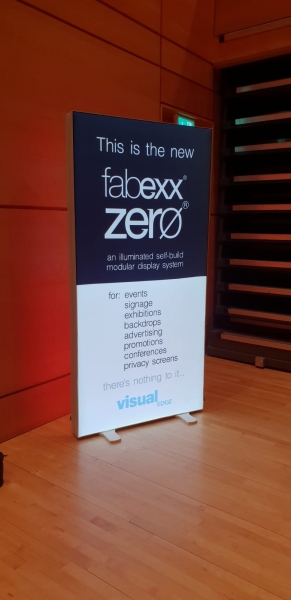 This is the new
fabexx®
zerø®
an illuminated self-build
modular display system
for: events
signage
exhibitions
backdrops
advertising
promotions
conferences
privacy screens
there's nothing to it...
visual EDGE